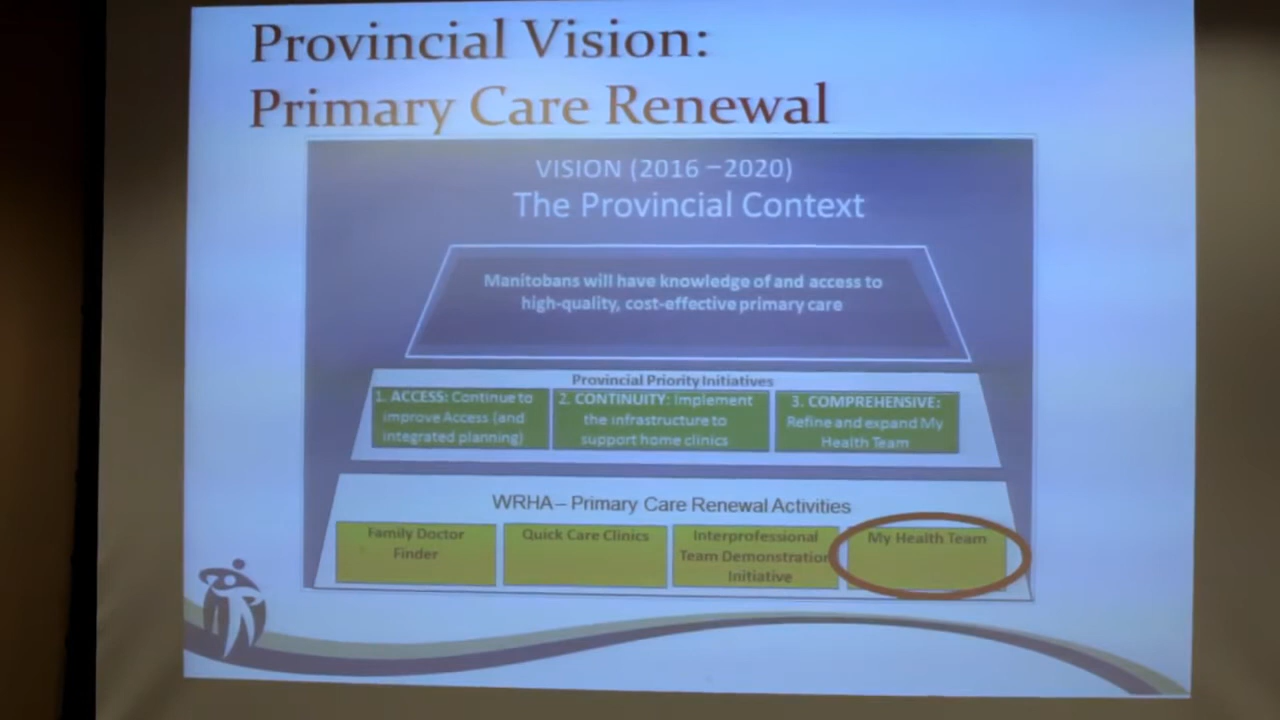 Provincial Vision:
Primary Care Renewal
VISION (2016 –2020)
The Provincial Context
Manitobans will have knowledge of and access to
high-quality, cost-effective primary care
Provincial Priority Initiatives
1. ACCESS: Continue to
improve Access (and
integrated planning)
2. CONTINUITY: Implement
the infrastructure to
support home clinics
3. COMPREHENSIVE:
Refine and expand My
Health Team
WRHA – Primary Care Renewal Activities
Family Doctor
Finder
Quick Care Clinics
Interprofessional
Team Demonstration
Initiative
My Health Team